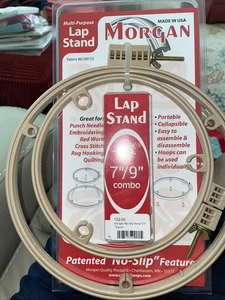 Multi-Purpose
Lap
Stand
MADE IN USA
MORGAN
Great for:
Punch Needle
Embroidering
Red Work
Cross Stitch
Rug Hooking
Quilting
• Portable
• Collapsible
• Easy to
assemble &
disassemble
• Hoops can
be used
individually
LAP
STAND
7"/9"
combo
Patented "No-Slip" Feature